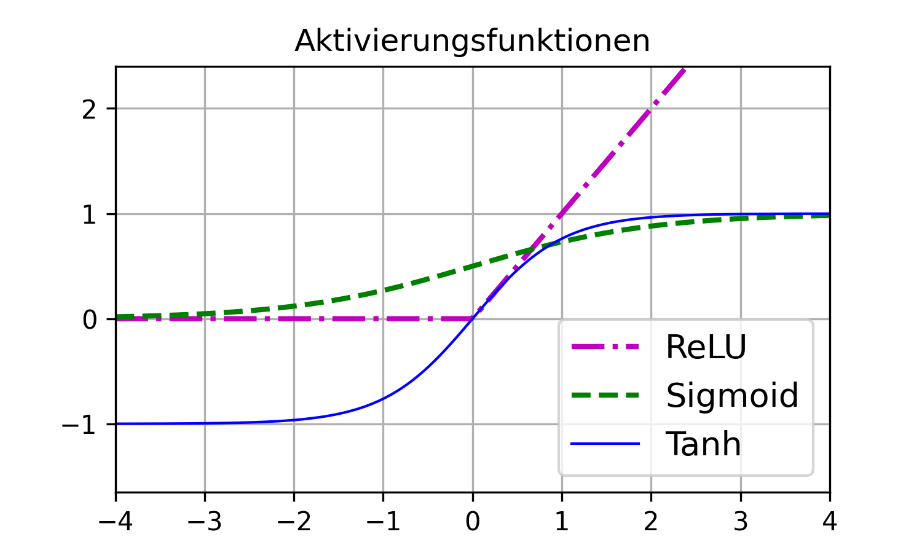 Aktivierungsfunktionen
2
1
0
−1
ReLU
Sigmoid
Tanh
−4 −3 −2 −1 0 1 2 3 4